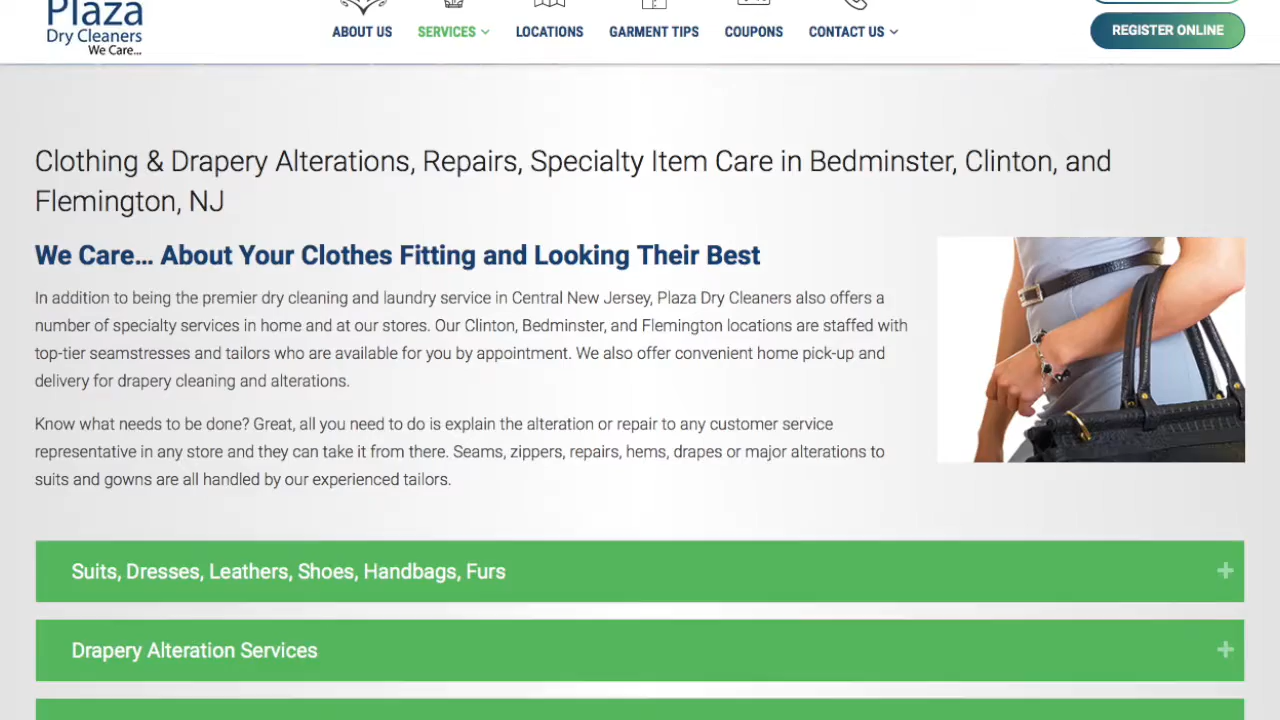 Plaza
Dry Cleaners
We Care...
ABOUT US
SERVICES
LOCATIONS
GARMENT TIPS
COUPONS
CONTACT US
REGISTER ONLINE
Clothing & Drapery Alterations, Repairs, Specialty Item Care in Bedminster, Clinton, and
Flemington, NJ
We Care... About Your Clothes Fitting and Looking Their Best
In addition to being the premier dry cleaning and laundry service in Central New Jersey, Plaza Dry Cleaners also offers a
number of specialty services in home and at our stores. Our Clinton, Bedminster, and Flemington locations are staffed with
top-tier seamstresses and tailors who are available for you by appointment. We also offer convenient home pick-up and
delivery for drapery cleaning and alterations.
Know what needs to be done? Great, all you need to do is explain the alteration or repair to any customer service
representative in any store and they can take it from there. Seams, zippers, repairs, hems, drapes or major alterations to
suits and gowns are all handled by our experienced tailors.
Suits, Dresses, Leathers, Shoes, Handbags, Furs
Drapery Alteration Services